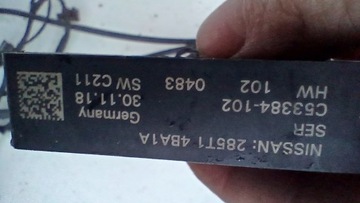 NISSAN: 285T1 4BA1A
SER
C53384-102
HW 102 0483
Germany
30.11.18
SW C211